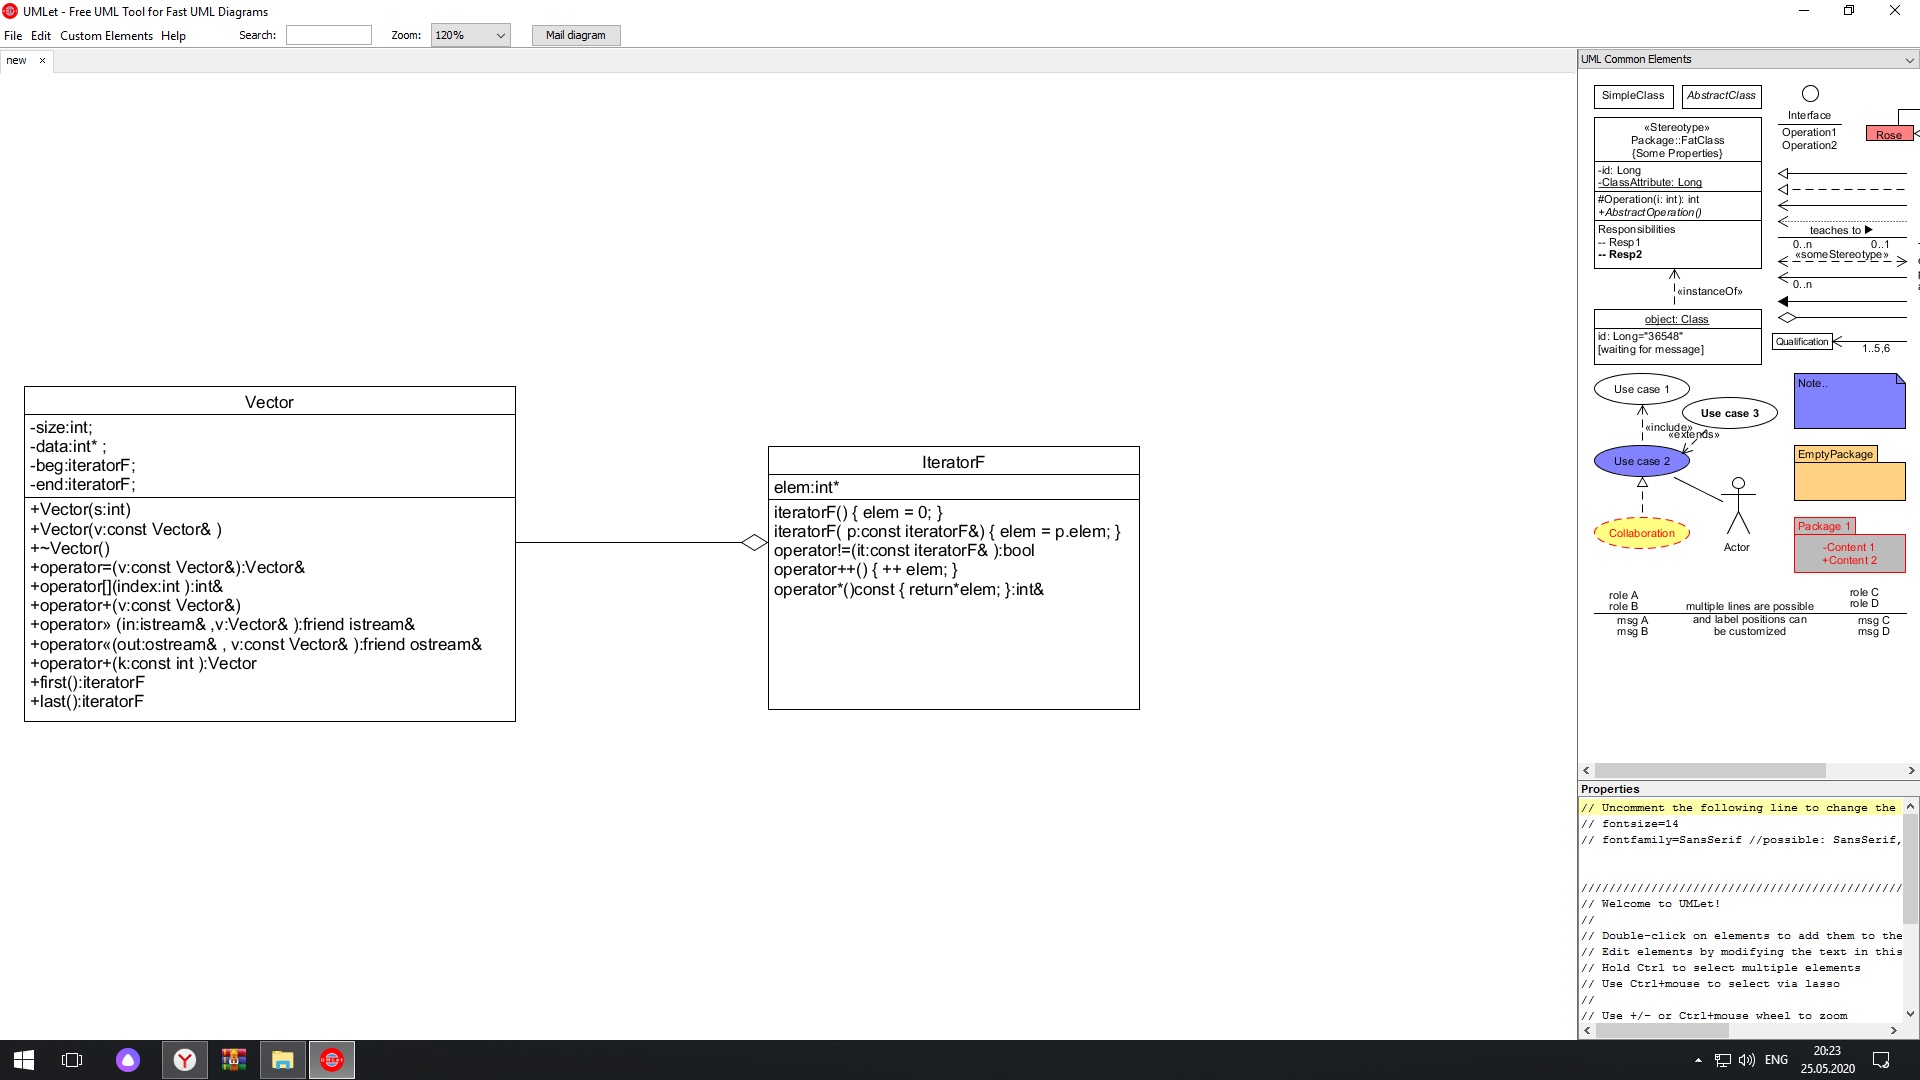 UMLet - Free UML Tool for Fast UML Diagrams
File Edit Custom Elements Help Search: Zoom: 120% Mail diagram
new
Vector
-size:int;
-data:int* ;
-beg:iteratorF;
-end:iteratorF;
+Vector(s:int)
+Vector(v:const Vector& )
+~Vector()
+operator=(v:const Vector&):Vector&
+operator[](index:int ):int&
+operator+(v:const Vector&)
+operator» (in:istream& ,v:Vector& ):friend istream&
+operator«(out:ostream& , v:const Vector& ):friend ostream&
+operator+(k:const int ):Vector
+first():iteratorF
+last():iteratorF
IteratorF
elem:int*
iteratorF() { elem = 0; }
iteratorF( p:const iteratorF&) { elem = p.elem; }
operator!=(it:const iteratorF& ):bool
operator++() { ++ elem; }
operator*()const { return*elem; }:int&
UML Common Elements
SimpleClass
AbstractClass
«Stereotype»
Package::FatClass
{Some Properties}
-id: Long
-ClassAttribute: Long
#Operation(i: int): int
+AbstractOperation()
Responsibilities
-- Resp1
-- Resp2
«instanceOf»
object: Class
id: Long="36548"
[waiting for message]
Interface
Operation1
Operation2
Rose
teaches to
0..n 0..1
«someStereotype»
0..n
Qualification
1..5,6
Use case 1
Use case 3
«include»
«extends»
Use case 2
Collaboration
Actor
Note..
EmptyPackage
Package 1
-Content 1
+Content 2
role A
role B
msg A
msg B
multiple lines are possible
and label positions can
be customized
role C
role D
msg C
msg D
Properties
// Uncomment the following line to change the
// fontsize=14
// fontfamily=SansSerif //possible: SansSerif,
//////////////////////////////////////////////
// Welcome to UMLet!
//
// Double-click on elements to add them to the
// Edit elements by modifying the text in this
// Hold Ctrl to select multiple elements
// Use Ctrl+mouse to select via lasso
//
// Use +/- or Ctrl+mouse wheel to zoom
ENG
20:23
25.05.2020